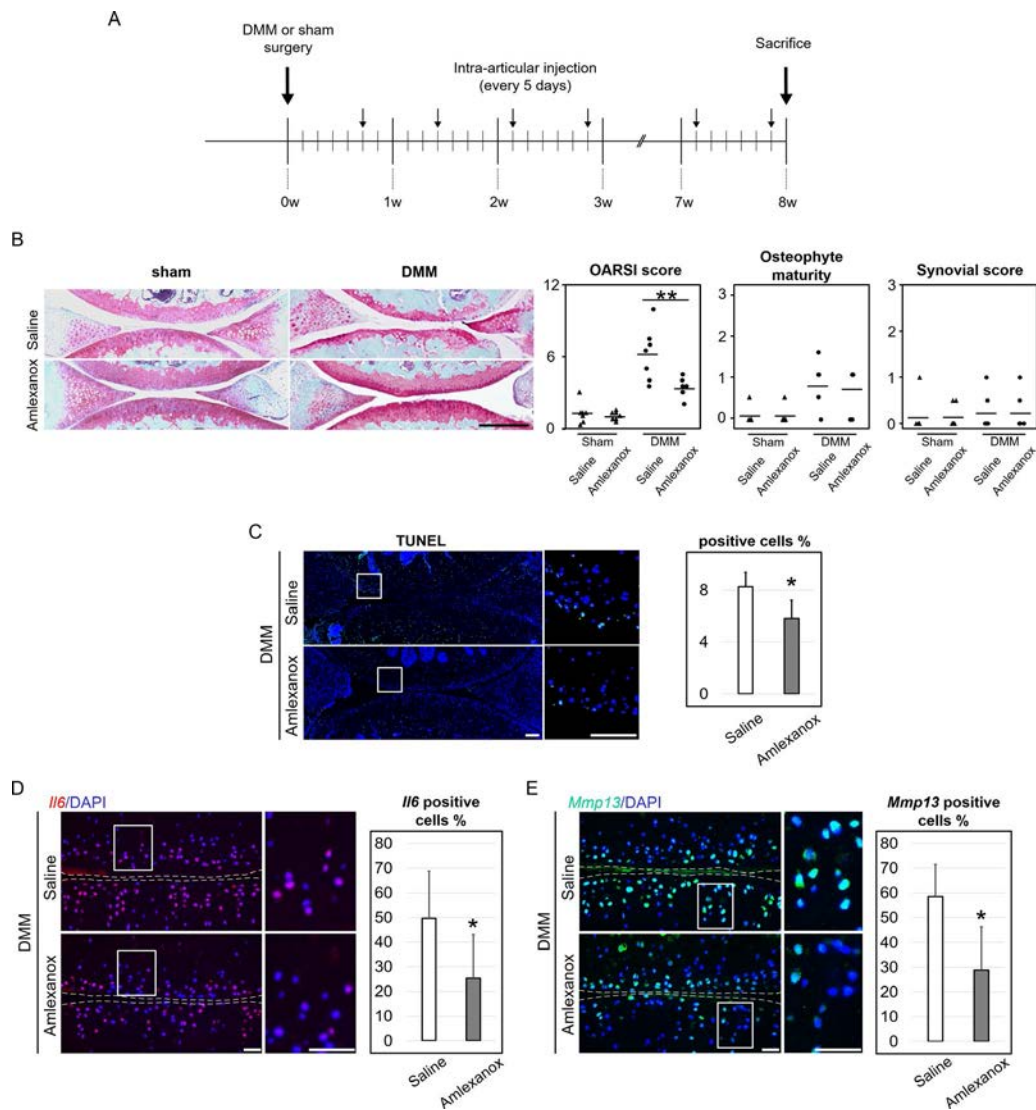 A
DMM or sham
surgery
Sacrifice
Intra-articular injection
(every 5 days)
0w
1w
2w
3w
7w
8w
B
sham
DMM
Saline
Amlexanox
OARSI score
**
12
6
0
Sham
DMM
Saline
Amlexanox
Saline
Amlexanox
Osteophyte
maturity
3
2
1
0
Sham
DMM
Saline
Amlexanox
Saline
Amlexanox
Synovial score
3
2
1
0
Sham
DMM
Saline
Amlexanox
Saline
Amlexanox
C
TUNEL
DMM
Saline
Amlexanox
positive cells %
8
4
0
*
Saline
Amlexanox
D
Il6/DAPI
DMM
Saline
Amlexanox
Il6 positive
cells %
80
70
60
50
40
30
20
10
0
*
Saline
Amlexanox
E
Mmp13/DAPI
DMM
Saline
Amlexanox
Mmp13 positive
cells %
80
70
60
50
40
30
20
10
0
*
Saline
Amlexanox